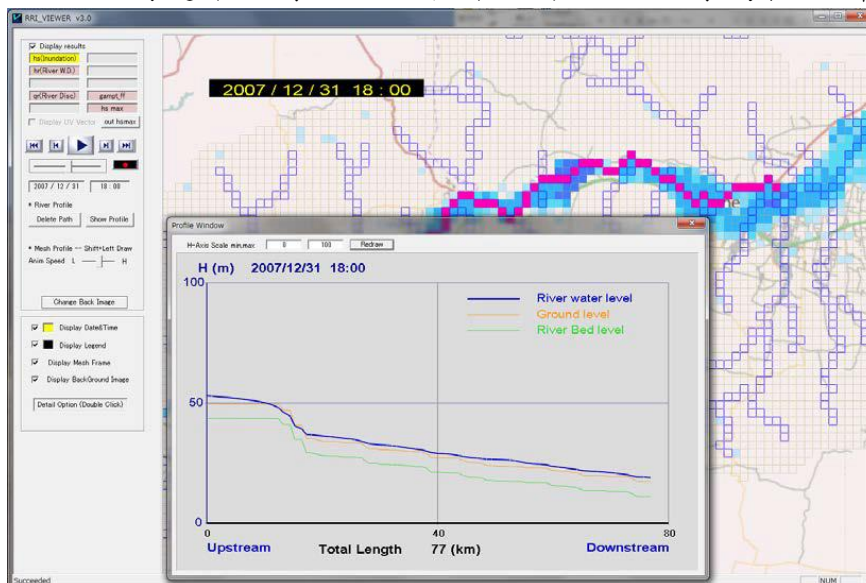 RRI_VIEWER v3.0
Display results
hs(Inundation)
hr(River W.D.)
qr(River Disc) gampt_ff
hs max
Display UV Vector out hsmax
2007 / 12 / 31 18 : 00
* River Profile
Delete Path Show Profile
* Mesh Profile -- Shift+Left Draw
Anim Speed L H
Change Back Image
Display Date&Time
Display Legend
Display Mesh Frame
Display BackGround Image
Detail Option (Double Click)
2007 / 12 / 31 18 : 00
Profile Window
H-Axis Scale min,max 0 100 Redraw
H (m) 2007/12/31 18:00
100
River water level
Ground level
River Bed level
50
0
0 40 80
Upstream Total Length 77 (km) Downstream
Succeeded NUM